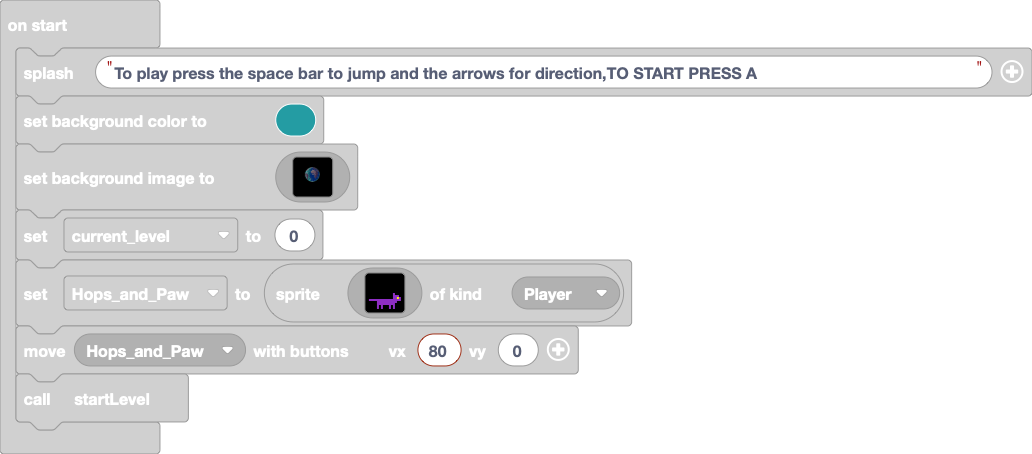 on start
splash "To play press the space bar to jump and the arrows for direction,TO START PRESS A"
set background color to
set background image to
set current_level to 0
set Hops_and_Paw to sprite of kind Player
move Hops_and_Paw with buttons vx 80 vy 0
call startLevel